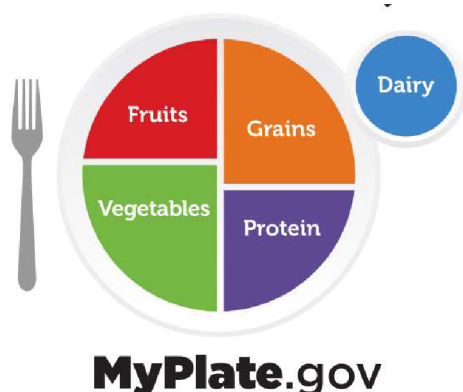 Dairy
Fruits
Grains
Vegetables
Protein
MyPlate.gov